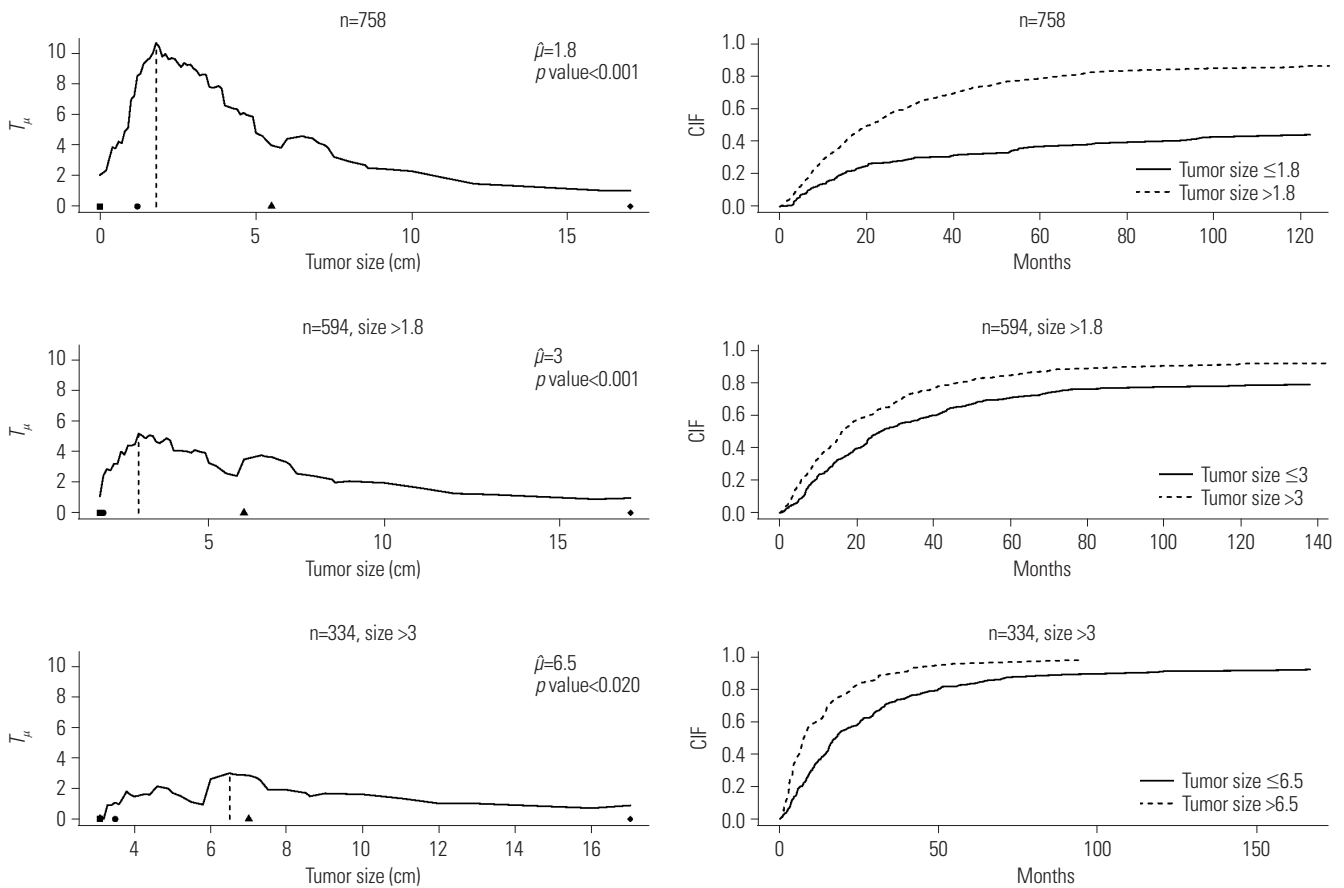 n=758
10
8
6
4
2
0
Tμ
μ̂=1.8
p value<0.001
0 5 10 15
Tumor size (cm)
n=758
1.0
0.8
0.6
0.4
0.2
0.0
CIF
Tumor size ≤1.8
Tumor size >1.8
0 20 40 60 80 100 120
Months
n=594, size >1.8
10
8
6
4
2
0
Tμ
μ̂=3
p value<0.001
5 10 15
Tumor size (cm)
n=594, size >1.8
1.0
0.8
0.6
0.4
0.2
0.0
CIF
Tumor size ≤3
Tumor size >3
0 20 40 60 80 100 120 140
Months
n=334, size >3
10
8
6
4
2
0
Tμ
μ̂=6.5
p value<0.020
4 6 8 10 12 14 16
Tumor size (cm)
n=334, size >3
1.0
0.8
0.6
0.4
0.2
0.0
CIF
Tumor size ≤6.5
Tumor size >6.5
0 50 100 150
Months